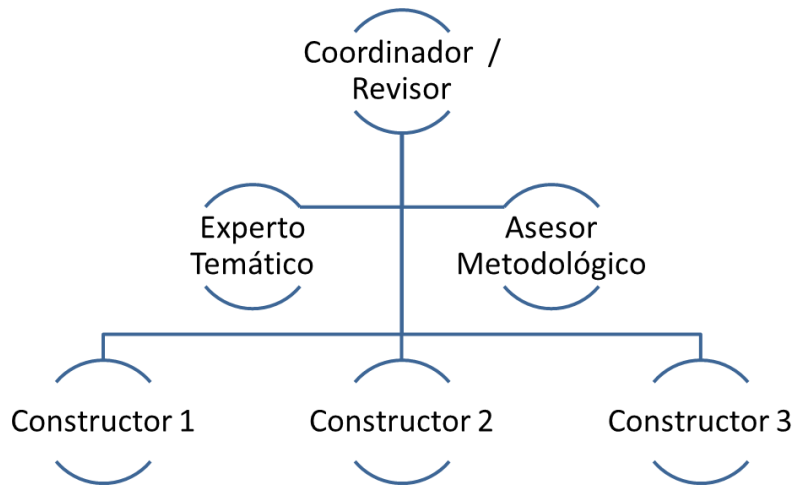 Coordinador /
Revisor
Experto
Temático
Asesor
Metodológico
Constructor 1
Constructor 2
Constructor 3